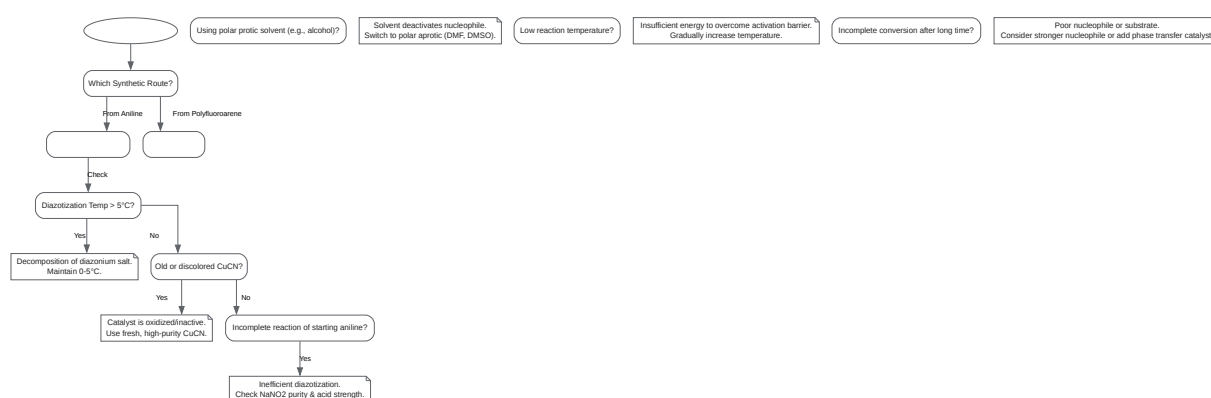 Using polar protic solvent (e.g., alcohol)?
Solvent deactivates nucleophile.
Switch to polar aprotic (DMF, DMSO).
Low reaction temperature?
Insufficient energy to overcome activation barrier.
Gradually increase temperature.
Incomplete conversion after long time?
Poor nucleophile or substrate.
Consider stronger nucleophile or add phase transfer catalyst
Which Synthetic Route?
From Aniline
From Polyfluoroarene
Check
Diazotization Temp > 5°C?
Yes
No
Decomposition of diazonium salt.
Maintain 0-5°C.
Old or discolored CuCN?
Yes
No
Catalyst is oxidized/inactive.
Use fresh, high-purity CuCN.
Incomplete reaction of starting aniline?
Yes
Inefficient diazotization.
Check NaNO2 purity & acid strength.